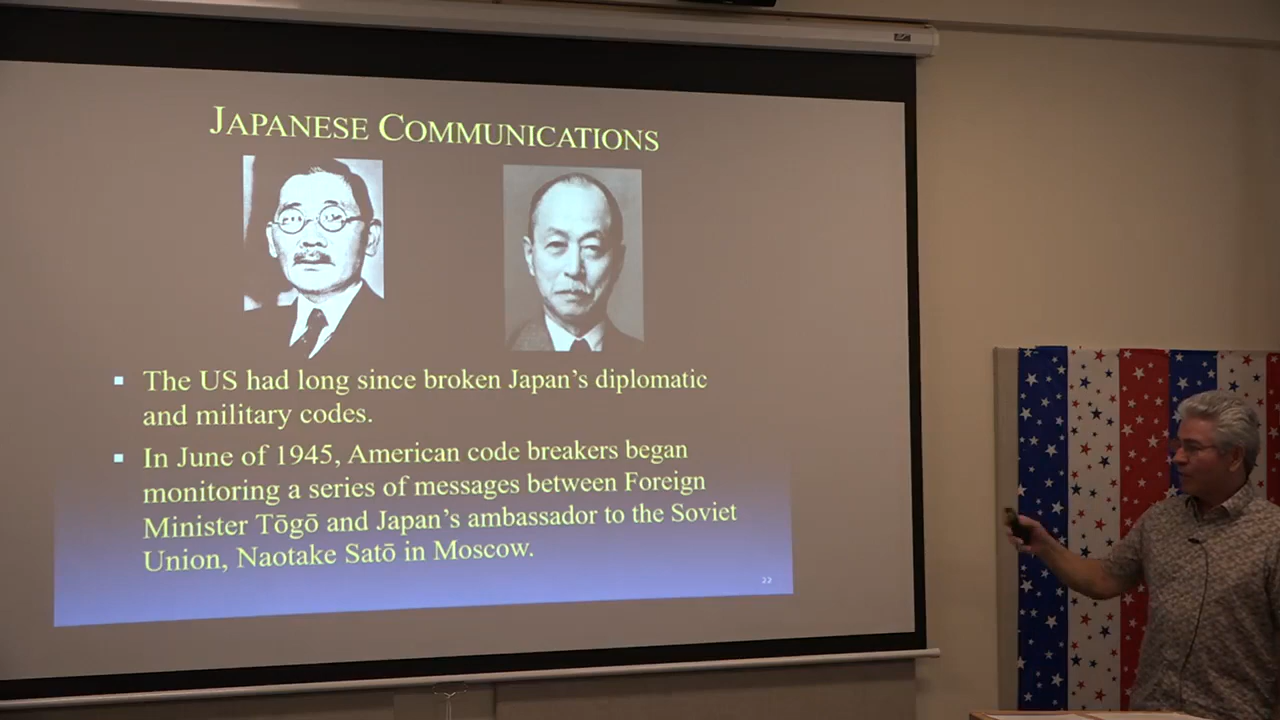 JAPANESE COMMUNICATIONS
▪ The US had long since broken Japan's diplomatic
and military codes.
▪ In June of 1945, American code breakers began
monitoring a series of messages between Foreign
Minister Tōgō and Japan's ambassador to the Soviet
Union, Naotake Satō in Moscow.
22